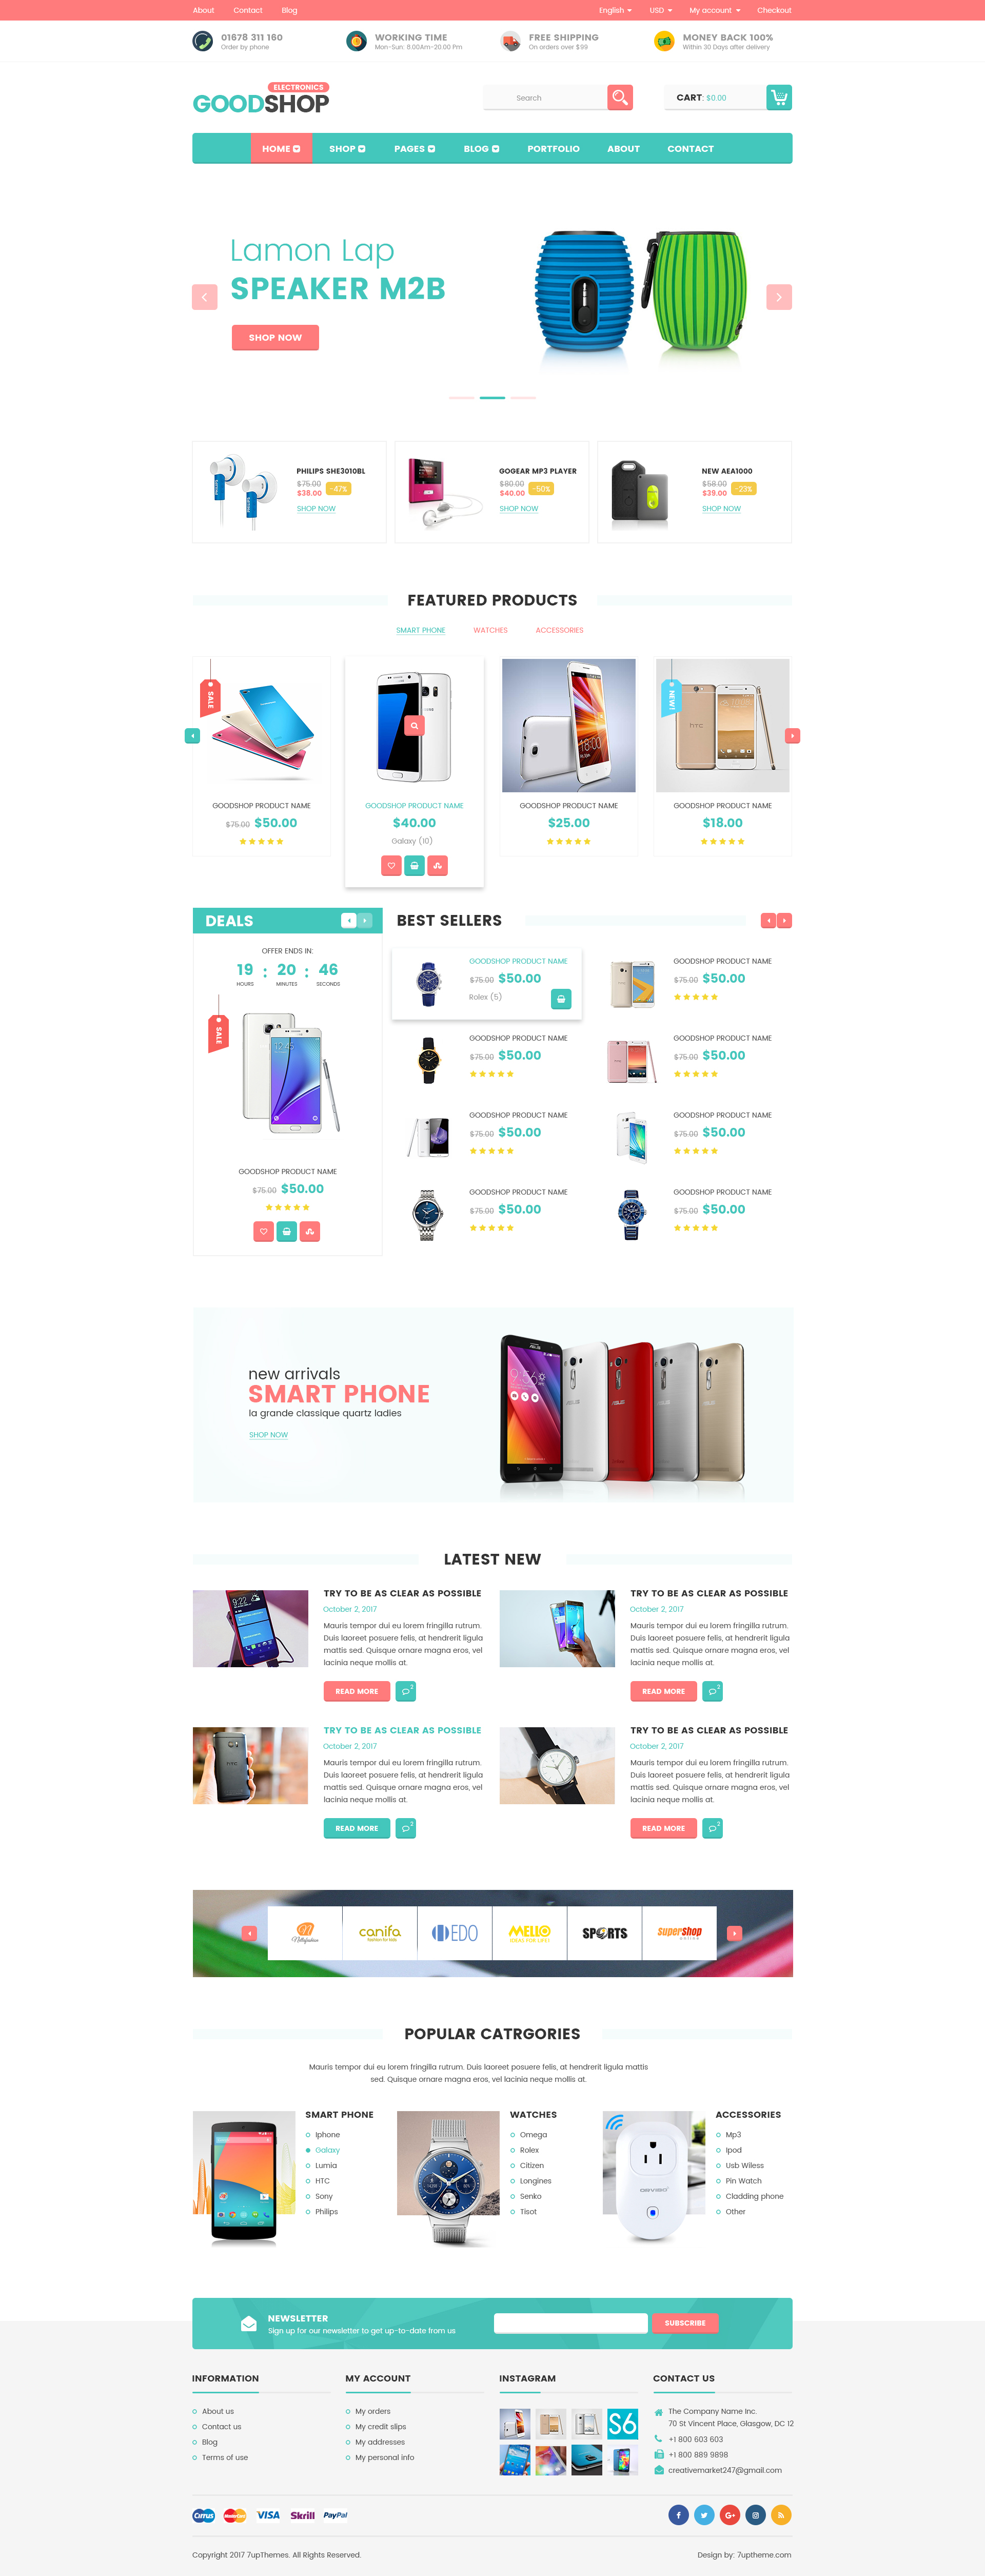 About Contact Blog English USD My account Checkout
01678 311 160
Order by phone
WORKING TIME
Mon-Sun: 8.00Am-20.00 Pm
FREE SHIPPING
On orders over $99
MONEY BACK 100%
Within 30 Days after delivery
ELECTRONICS
GOODSHOP
Search
CART: $0.00
HOME SHOP PAGES BLOG PORTFOLIO ABOUT CONTACT
Lamon Lap
SPEAKER M2B
SHOP NOW
PHILIPS SHE3010BL
$75.00
$38.00
-47%
SHOP NOW
GOGEAR MP3 PLAYER
$80.00
$40.00
-50%
SHOP NOW
NEW AEA1000
$58.00
$39.00
-23%
SHOP NOW
FEATURED PRODUCTS
SMART PHONE WATCHES ACCESSORIES
SALE
GOODSHOP PRODUCT NAME
$75.00 $50.00
GOODSHOP PRODUCT NAME
$40.00
Galaxy (10)
18:00
GOODSHOP PRODUCT NAME
$25.00
NEW!
hTC
GOODSHOP PRODUCT NAME
$18.00
DEALS
OFFER ENDS IN:
19 : 20 : 46
HOURS MINUTES SECONDS
SALE
GOODSHOP PRODUCT NAME
$75.00 $50.00
BEST SELLERS
GOODSHOP PRODUCT NAME
$75.00 $50.00
Rolex (5)
GOODSHOP PRODUCT NAME
$75.00 $50.00
GOODSHOP PRODUCT NAME
$75.00 $50.00
GOODSHOP PRODUCT NAME
$75.00 $50.00
GOODSHOP PRODUCT NAME
$75.00 $50.00
GOODSHOP PRODUCT NAME
$75.00 $50.00
GOODSHOP PRODUCT NAME
$75.00 $50.00
GOODSHOP PRODUCT NAME
$75.00 $50.00
new arrivals
SMART PHONE
la grande classique quartz ladies
SHOP NOW
LATEST NEW
TRY TO BE AS CLEAR AS POSSIBLE
October 2, 2017
Mauris tempor dui eu lorem fringilla rutrum.
Duis laoreet posuere felis, at hendrerit ligula
mattis sed. Quisque ornare magna eros, vel
lacinia neque mollis at.
READ MORE 2
TRY TO BE AS CLEAR AS POSSIBLE
October 2, 2017
Mauris tempor dui eu lorem fringilla rutrum.
Duis laoreet posuere felis, at hendrerit ligula
mattis sed. Quisque ornare magna eros, vel
lacinia neque mollis at.
READ MORE 2
TRY TO BE AS CLEAR AS POSSIBLE
October 2, 2017
Mauris tempor dui eu lorem fringilla rutrum.
Duis laoreet posuere felis, at hendrerit ligula
mattis sed. Quisque ornare magna eros, vel
lacinia neque mollis at.
READ MORE 2
TRY TO BE AS CLEAR AS POSSIBLE
October 2, 2017
Mauris tempor dui eu lorem fringilla rutrum.
Duis laoreet posuere felis, at hendrerit ligula
mattis sed. Quisque ornare magna eros, vel
lacinia neque mollis at.
READ MORE 2
canifa
fashion for kids
EDO
MELLO
SPORTS
supershop
online
POPULAR CATRGORIES
Mauris tempor dui eu lorem fringilla rutrum. Duis laoreet posuere felis, at hendrerit ligula mattis
sed. Quisque ornare magna eros, vel lacinia neque mollis at.
SMART PHONE
Iphone
Galaxy
Lumia
HTC
Sony
Philips
WATCHES
Omega
Rolex
Citizen
Longines
Senko
Tisot
ACCESSORIES
Mp3
Ipod
Usb Wiless
Pin Watch
Cladding phone
Other
NEWSLETTER
Sign up for our newsletter to get up-to-date from us
SUBSCRIBE
INFORMATION
About us
Contact us
Blog
Terms of use
MY ACCOUNT
My orders
My credit slips
My addresses
My personal info
INSTAGRAM
S6
CONTACT US
The Company Name Inc.
70 St Vincent Place, Glasgow, DC 12
+1 800 603 603
+1 800 889 9898
creativemarket247@gmail.com
Cirrus MasterCard VISA Skrill PayPal
Copyright 2017 7upThemes. All Rights Reserved.
Design by: 7uptheme.com